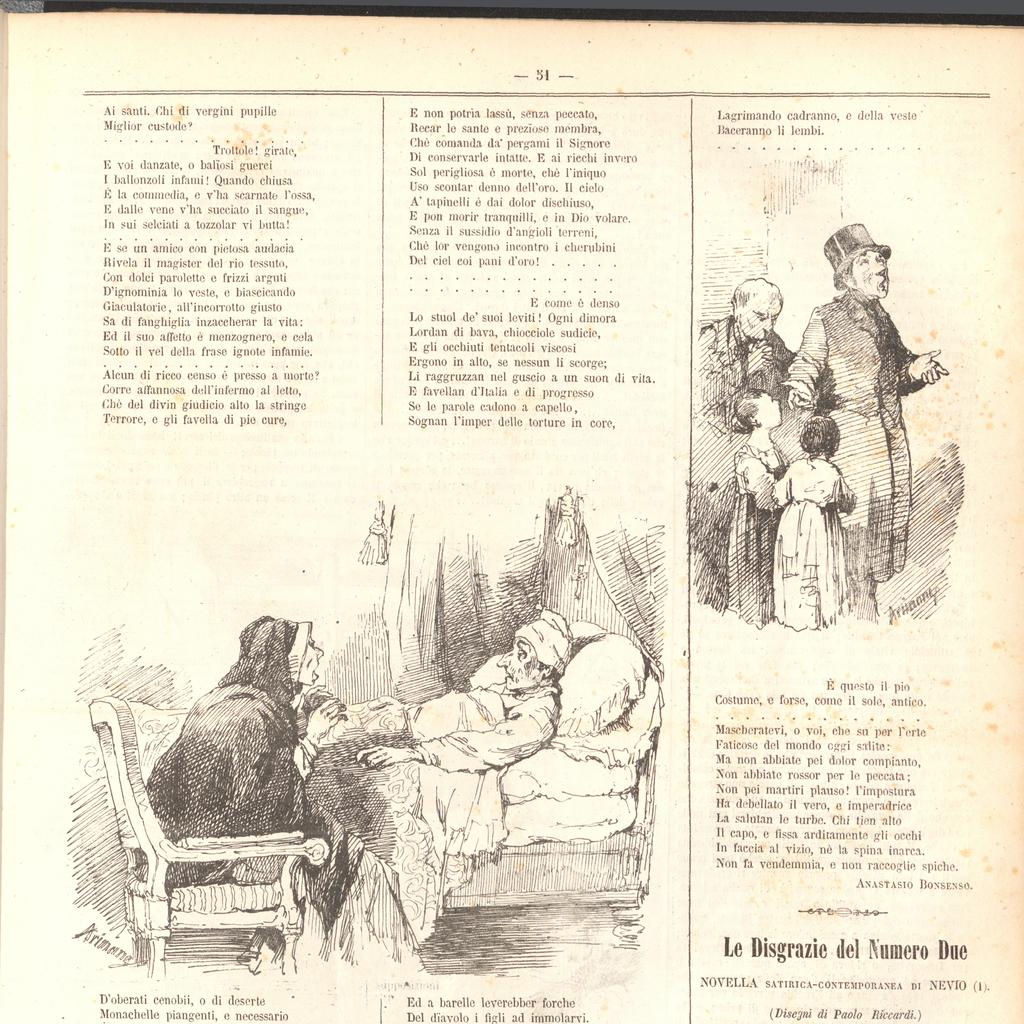 — 51 —
Ai santi. Chi di vergini pupille
Miglior custode?
. . . . . . . . . . . . . . .
Trottole! girate,
E voi danzate, o baliosi guerci
I ballonzoli infami! Quando chiusa
È la commedia, e v'ha scarnate l'ossa,
E dalle vene v'ha succiato il sangue,
In sui selciati a tozzolar vi butta!
. . . . . . . . . . . . . . .
E se un amico con pietosa audacia
Rivela il magister del rio tessuto,
Con dolci parolette e frizzi arguti
D'ignominia lo veste, e biascicando
Giaculatorie, all'incorrotto giusto
Sa di fanghiglia inzaccherar la vita:
Ed il suo affetto è menzognero, e cela
Sotto il vel della frase ignote infamie.
. . . . . . . . . . . . . . .
Alcun di ricco censo è presso a morte?
Corre affannosa dell'infermo al letto,
Chè del divin giudicio alto la stringe
Terrore, e gli favella di pie cure,
D'oberati cenobii, o di deserte
Monachelle piangenti, e necessario
E non potria lassù, senza peccato,
Recar le sante e preziose membra,
Chè comanda da' pergami il Signore
Di conservarle intatte. E ai ricchi invero
Sol perigliosa è morte, chè l'iniquo
Uso scontar denno dell'oro. Il cielo
A' tapinelli è dai dolor dischiuso,
E pon morir tranquilli, e in Dio volare.
Senza il sussidio d'angioli terreni,
Chè lor vengono incontro i cherubini
Del ciel coi pani d'oro! . . . . .
. . . . . . . . . . . . . . .
. . . . . . . . . . . . . . .
E come è denso
Lo stuol de' suoi leviti! Ogni dimora
Lordan di bava, chiocciole sudicie,
E gli occhiuti tentacoli viscosi
Ergono in alto, se nessun li scorge;
Li raggruzzan nel guscio a un suon di vita.
E favellan d'Italia e di progresso
Se le parole cadono a capello,
Sognan l'imper delle torture in core,
Ed a barelle leverebber forche
Del diavolo i figli ad immolarvi.
Lagrimando cadranno, e della veste
Baceranno li lembi.
. . . . . . . . . . . . . . .
È questo il pio
Costume, e forse, come il sole, antico.
. . . . . . . . . . . . . . .
Mascheratevi, o voi, che su per l'erte
Faticose del mondo oggi salite:
Ma non abbiate pei dolor compianto,
Non abbiate rossor per le peccata;
Non pei martiri plauso! l'impostura
Ha debellato il vero, e imperadrice
La salutan le turbe. Chi tien alto
Il capo, e fissa arditamente gli occhi
In faccia al vizio, nè la spina inarca.
Non fa vendemmia, e non raccoglie spiche.
ANASTASIO BONSENSO.
Le Disgrazie del Numero Due
NOVELLA SATIRICA-CONTEMPORANEA DI NEVIO (1).
(Disegni di Paolo Riccardi.)